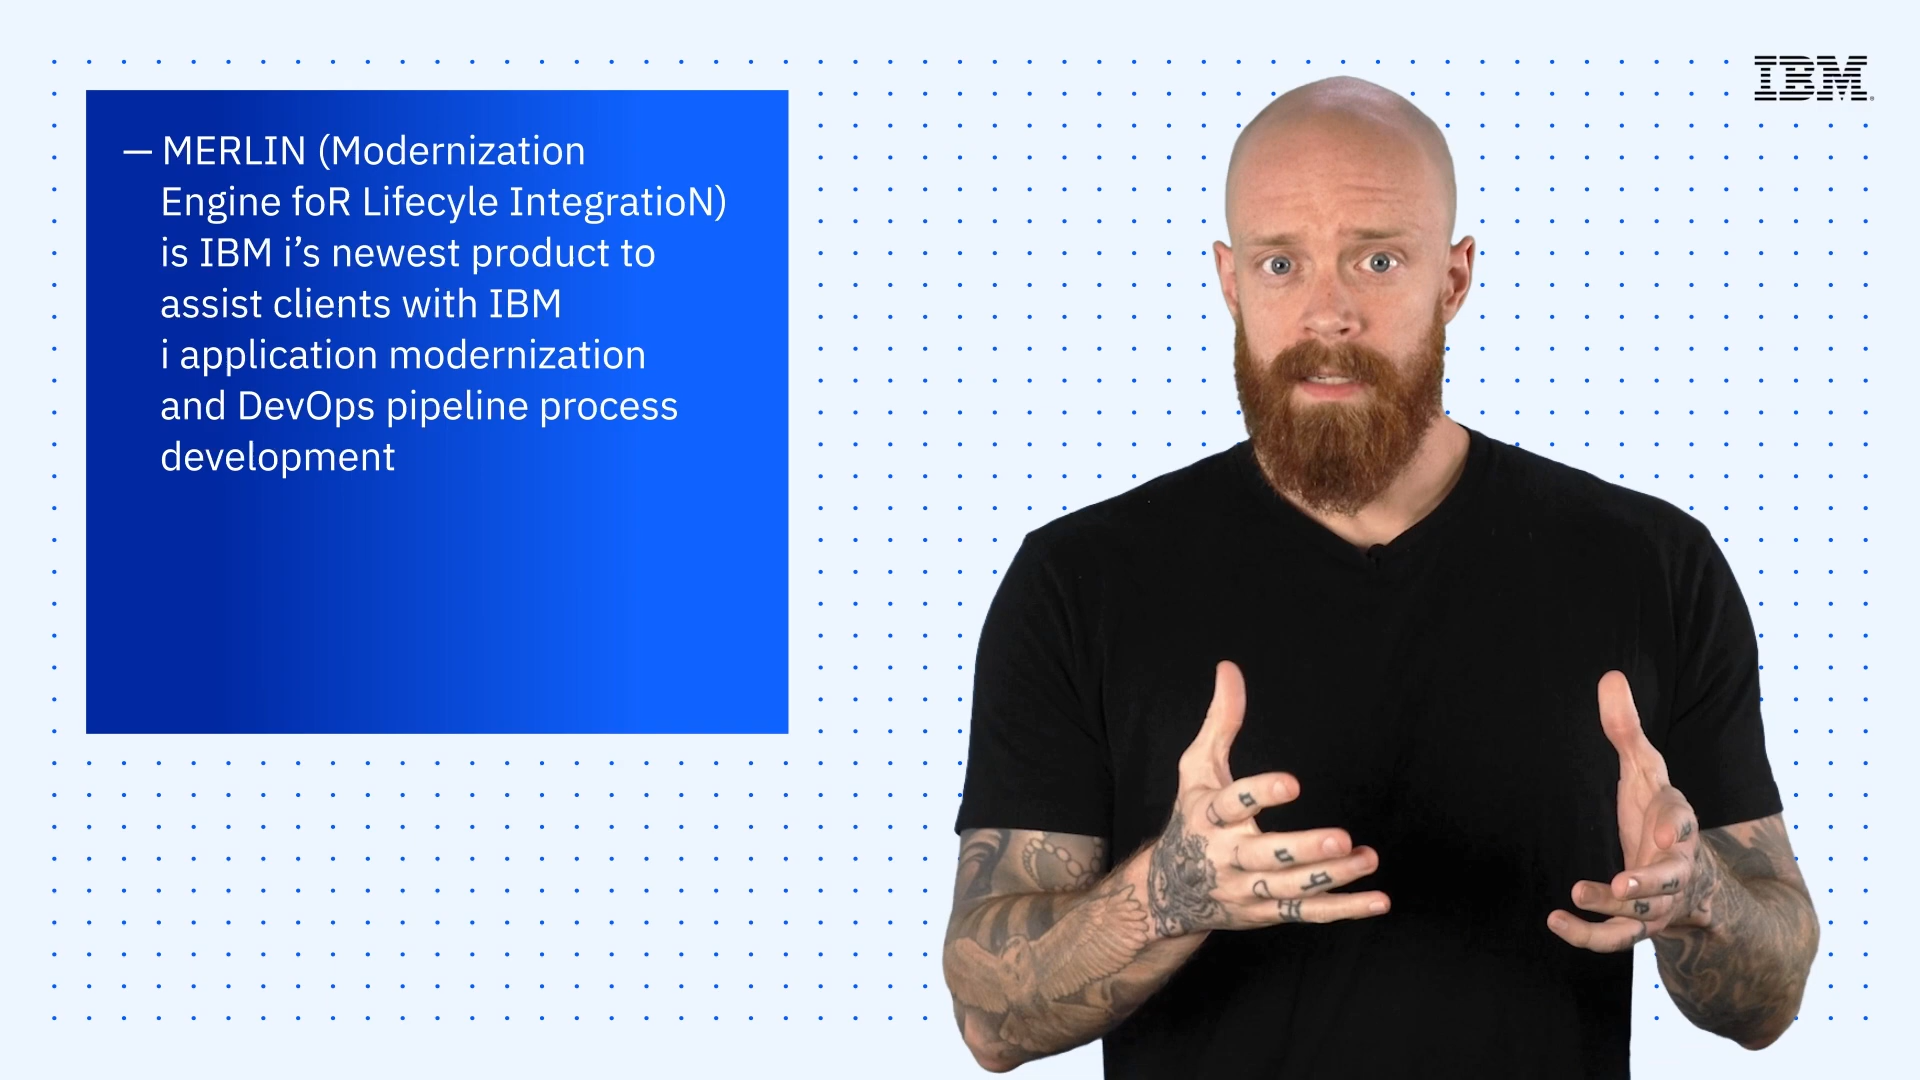 IBM
— MERLIN (Modernization
Engine foR Lifecyle IntegratioN)
is IBM i’s newest product to
assist clients with IBM
i application modernization
and DevOps pipeline process
development